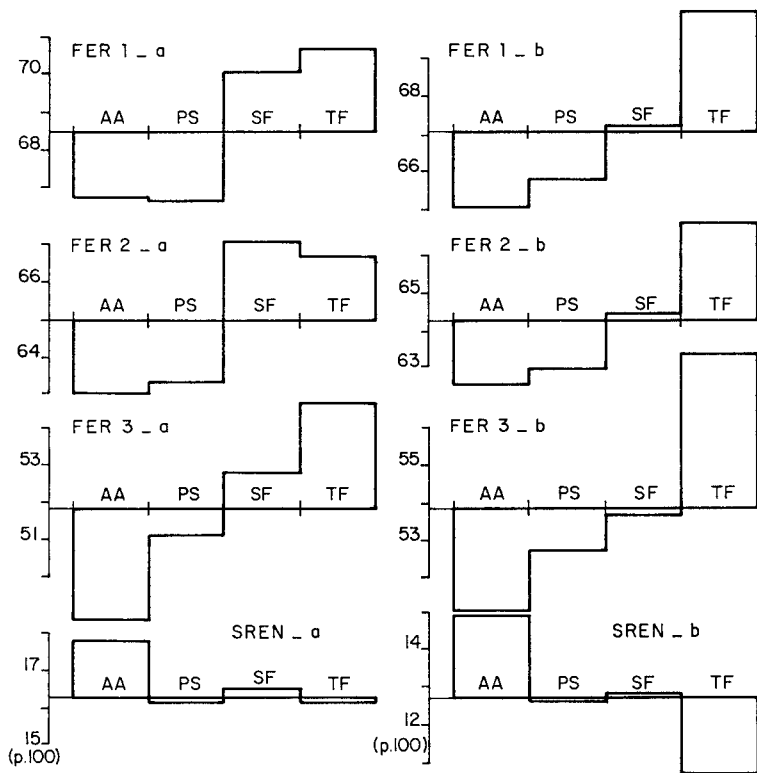 FER 1 _ a
70
AA PS SF TF
68
FER 1 _ b
68
AA PS SF TF
66
FER 2 _ a
66
AA PS SF TF
64
FER 2 _ b
65
AA PS SF TF
63
FER 3 _ a
53
AA PS SF TF
51
FER 3 _ b
55
AA PS SF TF
53
SREN _ a
17
AA PS SF TF
15
(p.100)
SREN _ b
14
AA PS SF TF
12
(p.100)